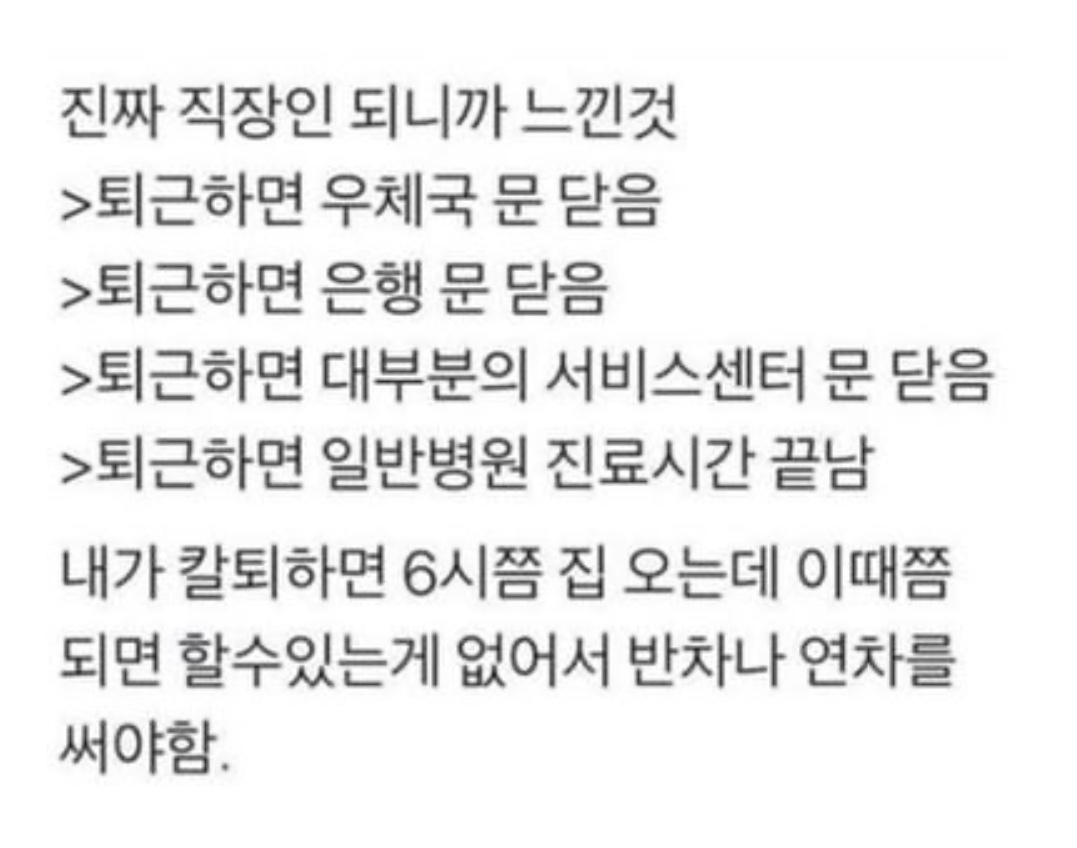 진짜 직장인 되니까 느낀것
>퇴근하면 우체국 문 닫음
>퇴근하면 은행 문 닫음
>퇴근하면 대부분의 서비스센터 문 닫음
>퇴근하면 일반병원 진료시간 끝남
내가 칼퇴하면 6시쯤 집 오는데 이때쯤
되면 할수있는게 없어서 반차나 연차를
써야함.